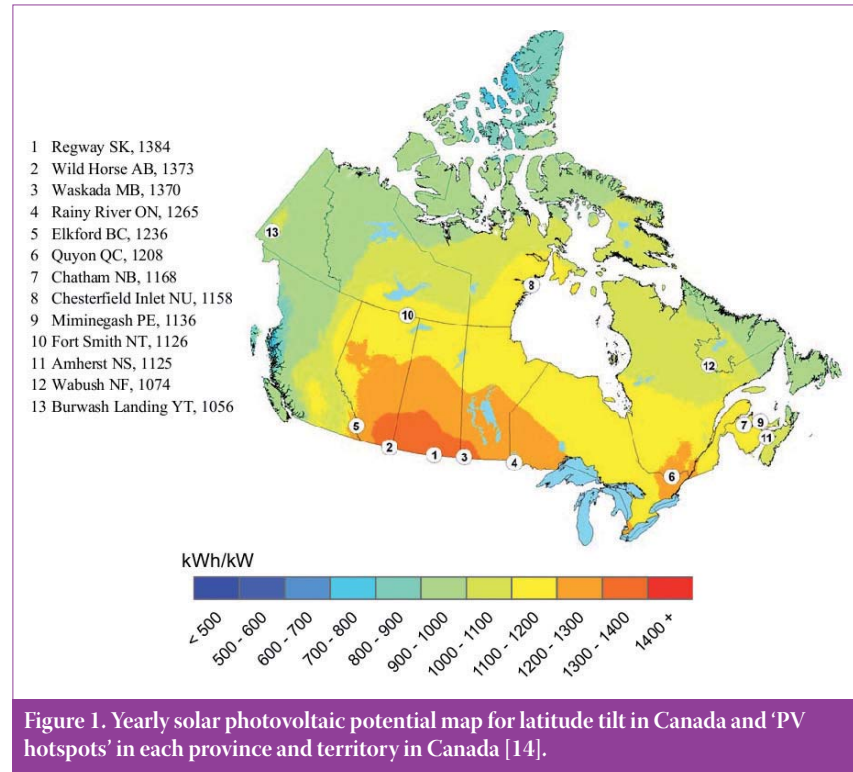 1 Regway SK, 1384
2 Wild Horse AB, 1373
3 Waskada MB, 1370
4 Rainy River ON, 1265
5 Elkford BC, 1236
6 Quyon QC, 1208
7 Chatham NB, 1168
8 Chesterfield Inlet NU, 1158
9 Miminegash PE, 1136
10 Fort Smith NT, 1126
11 Amherst NS, 1125
12 Wabush NF, 1074
13 Burwash Landing YT, 1056
13
8
10
12
5
7
9
11
2
1
3
4
6
kWh/kW
< 500
500 - 600
600 - 700
700 - 800
800 - 900
900 - 1000
1000 - 1100
1100 - 1200
1200 - 1300
1300 - 1400
1400 +
Figure 1. Yearly solar photovoltaic potential map for latitude tilt in Canada and ‘PV
hotspots’ in each province and territory in Canada [14].